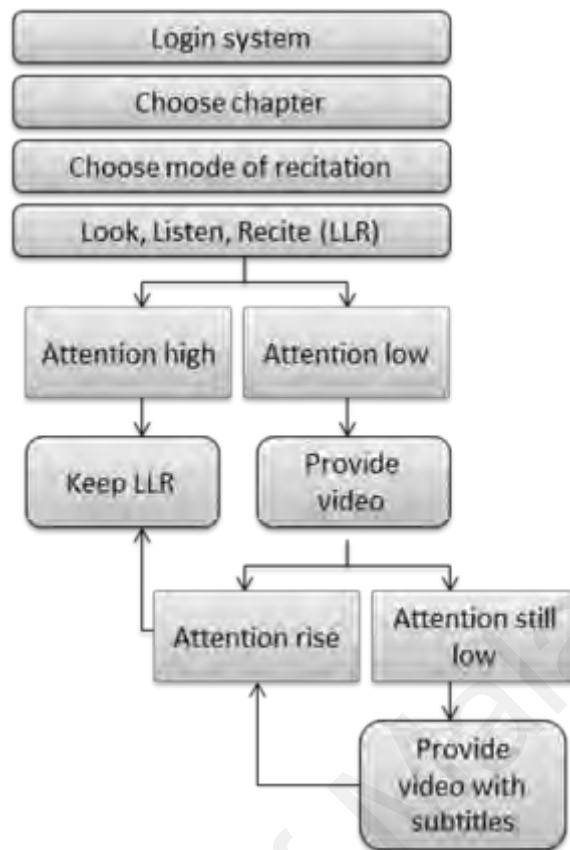 Login system
Choose chapter
Choose mode of recitation
Look, Listen, Recite (LLR)
Attention high
Attention low
Keep LLR
Provide
video
Attention rise
Attention still
low
Provide
video with
subtitles